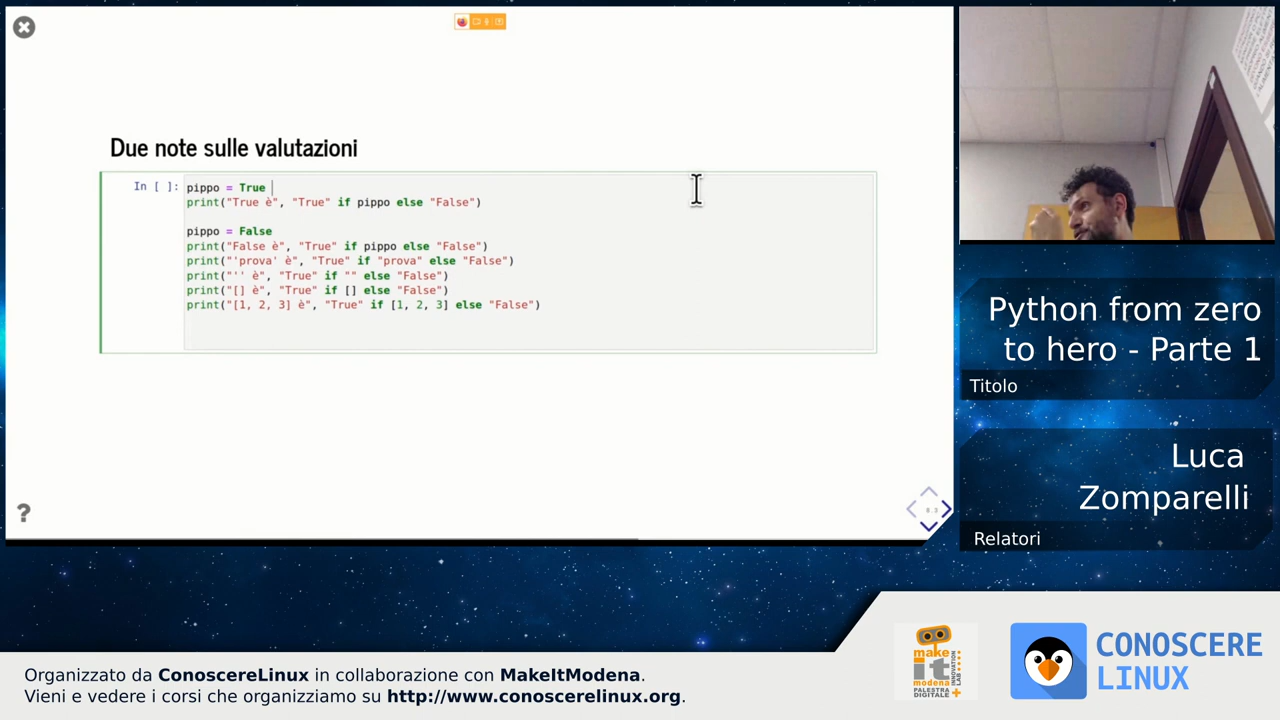 Due note sulle valutazioni
In [ ]:
pippo = True
print("True è", "True" if pippo else "False")
pippo = False
print("False è", "True" if pippo else "False")
print("'prova' è", "True" if "prova" else "False")
print("'' è", "True" if "" else "False")
print("[] è", "True" if [] else "False")
print("[1, 2, 3] è", "True" if [1, 2, 3] else "False")
?
8.3
Python from zero
to hero - Parte 1
Titolo
Luca
Zomparelli
Relatori
make
it
modena
PALESTRA
DIGITALE
INNOVATION
LAB
CONOSCERE
LINUX
Organizzato da ConoscereLinux in collaborazione con MakeItModena.
Vieni e vedere i corsi che organizziamo su http://www.conoscerelinux.org.